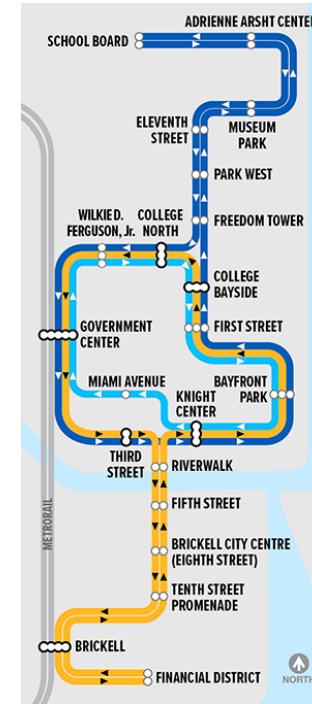 ADRIENNE ARSHT CENTER
SCHOOL BOARD
ELEVENTH
STREET
MUSEUM
PARK
PARK WEST
WILKIE D.
FERGUSON, Jr.
COLLEGE
NORTH
FREEDOM TOWER
COLLEGE
BAYSIDE
GOVERNMENT
CENTER
FIRST STREET
MIAMI AVENUE
BAYFRONT
PARK
KNIGHT
CENTER
THIRD
STREET
RIVERWALK
METRORAIL
FIFTH STREET
BRICKELL CITY CENTRE
(EIGHTH STREET)
TENTH STREET
PROMENADE
BRICKELL
FINANCIAL DISTRICT
NORTH